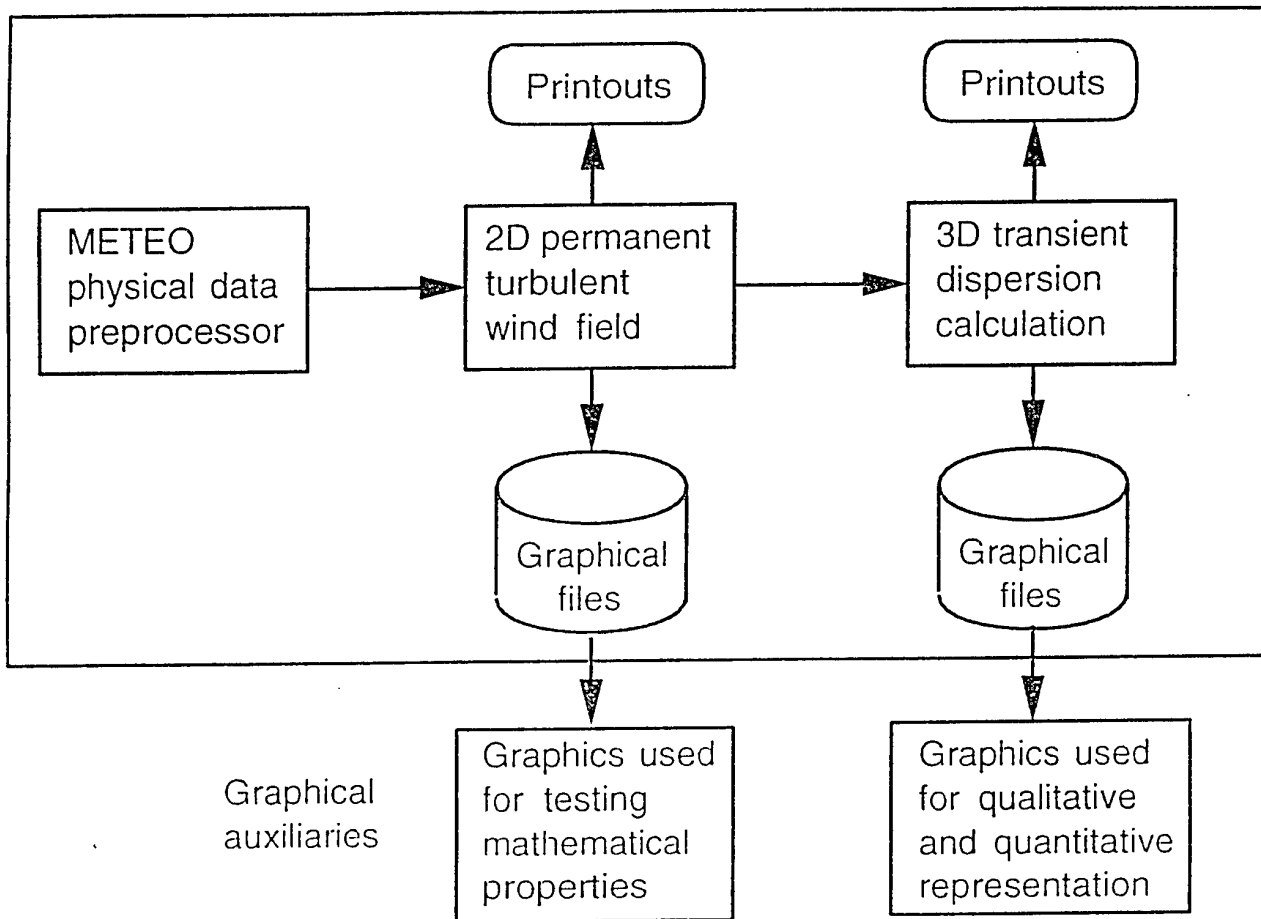 Printouts
Printouts
METEO
physical data
preprocessor
2D permanent
turbulent
wind field
3D transient
dispersion
calculation
Graphical
files
Graphical
files
Graphical
auxiliaries
Graphics used
for testing
mathematical
properties
Graphics used
for qualitative
and quantitative
representation